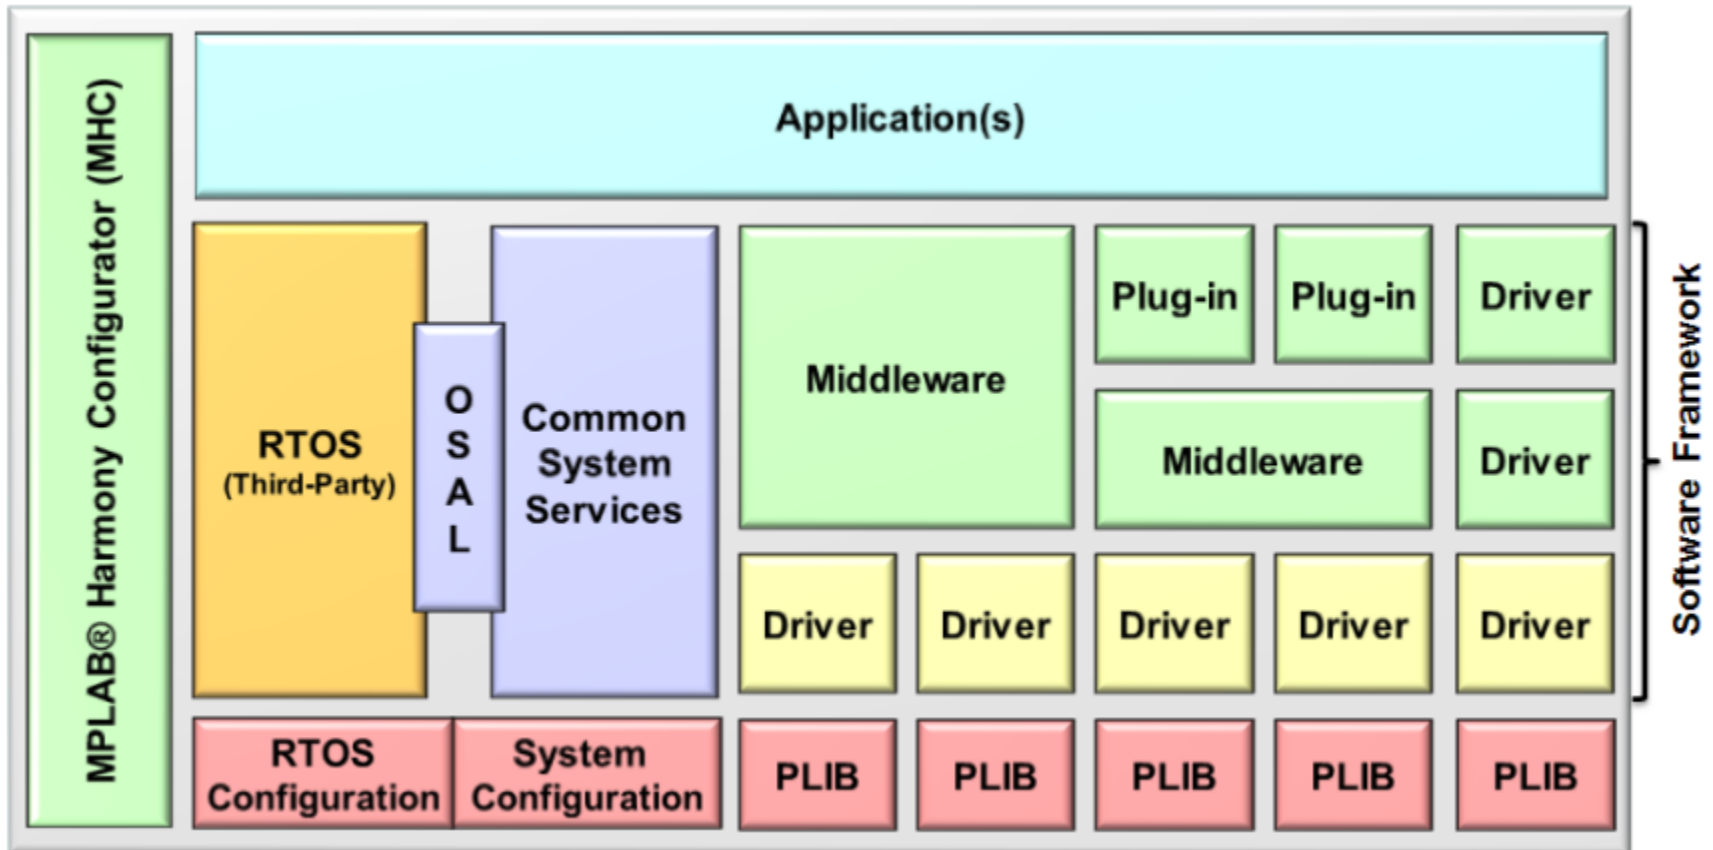 MPLAB® Harmony Configurator (MHC)
Application(s)
RTOS
(Third-Party)
O
S
A
L
Common
System
Services
Middleware
Plug-in
Plug-in
Driver
Middleware
Driver
Driver
Driver
Driver
Driver
Driver
RTOS
Configuration
System
Configuration
PLIB
PLIB
PLIB
PLIB
PLIB
Software Framework